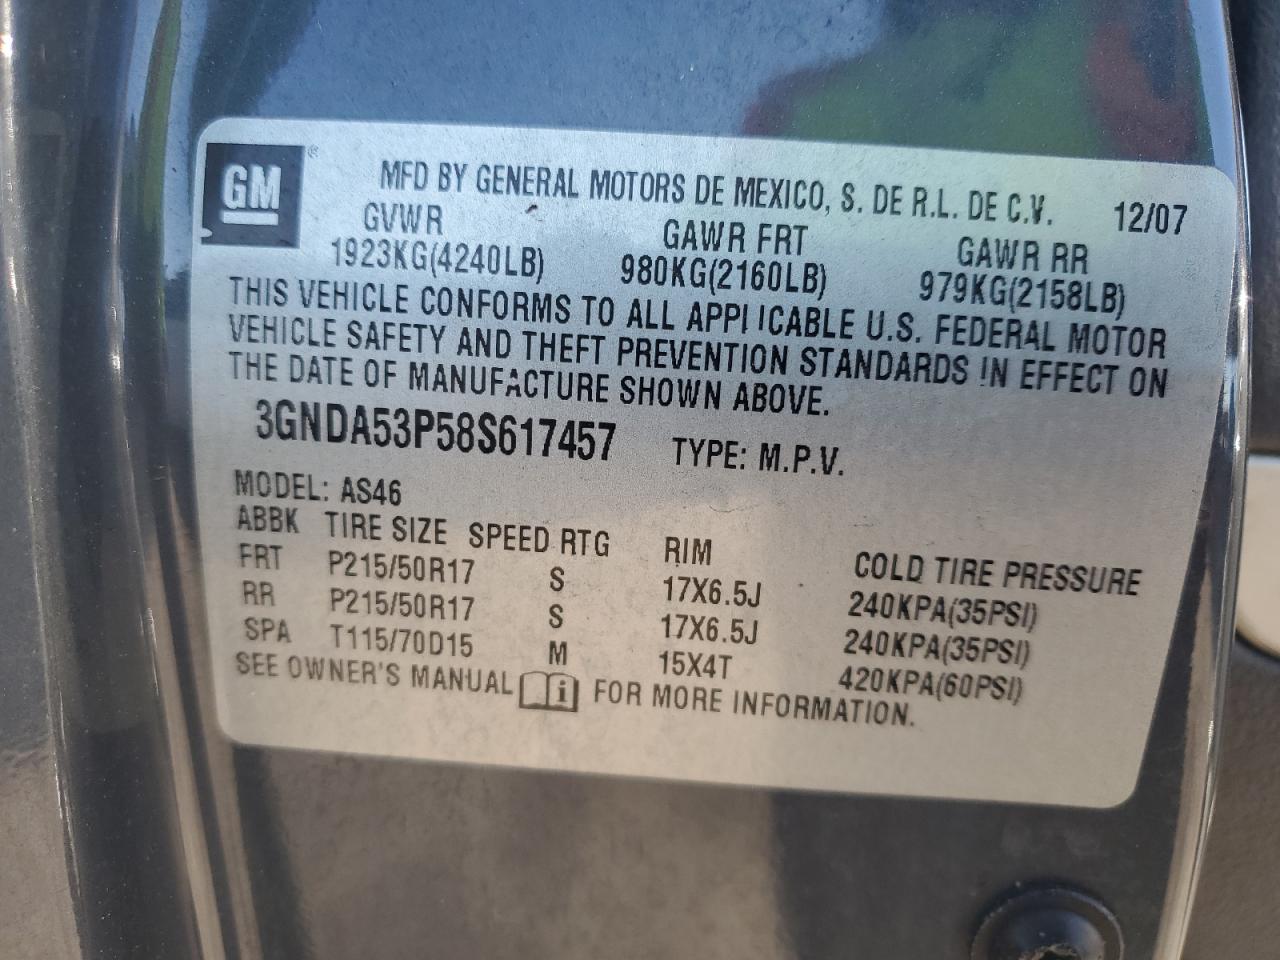 GM ®
MFD BY GENERAL MOTORS DE MEXICO, S. DE R.L. DE C.V. 12/07
GVWR GAWR FRT GAWR RR
1923KG(4240LB) 980KG(2160LB) 979KG(2158LB)
THIS VEHICLE CONFORMS TO ALL APPLICABLE U.S. FEDERAL MOTOR
VEHICLE SAFETY AND THEFT PREVENTION STANDARDS IN EFFECT ON
THE DATE OF MANUFACTURE SHOWN ABOVE.
3GNDA53P58S617457 TYPE: M.P.V.
MODEL: AS46
ABBK TIRE SIZE SPEED RTG RIM COLD TIRE PRESSURE
FRT P215/50R17 S 17X6.5J 240KPA(35PSI)
RR P215/50R17 S 17X6.5J 240KPA(35PSI)
SPA T115/70D15 M 15X4T 420KPA(60PSI)
SEE OWNER'S MANUAL i FOR MORE INFORMATION.